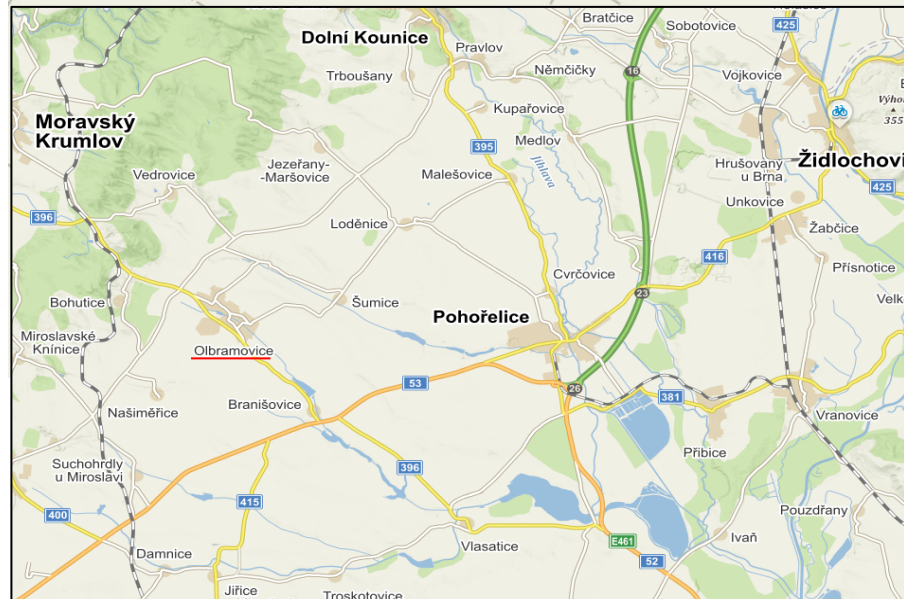 Bratčice
Sobotovice
425
Dolní Kounice
Pravlov
Trboušany
Němčičky
16
Vojkovice
Kupařovice
Výho
355
Moravský
Krumlov
Medlov
395
Jihlava
Jezeřany-
-Maršovice
Vedrovice
Malešovice
Hrušovany
u Brna
Židlochovi
425
Unkovice
396
Loděnice
Žabčice
416
Přísnotice
Cvrčovice
Bohutice
Šumice
23
Velk
Pohořelice
Miroslavské
Knínice
Olbramovice
53
26
381
Našiměřice
Branišovice
Vranovice
Přibice
Suchohrdly
u Miroslavi
396
415
400
Pouzdřany
Vlasatice
E461
Ivaň
Damnice
52
Jiřice
Troskotovice